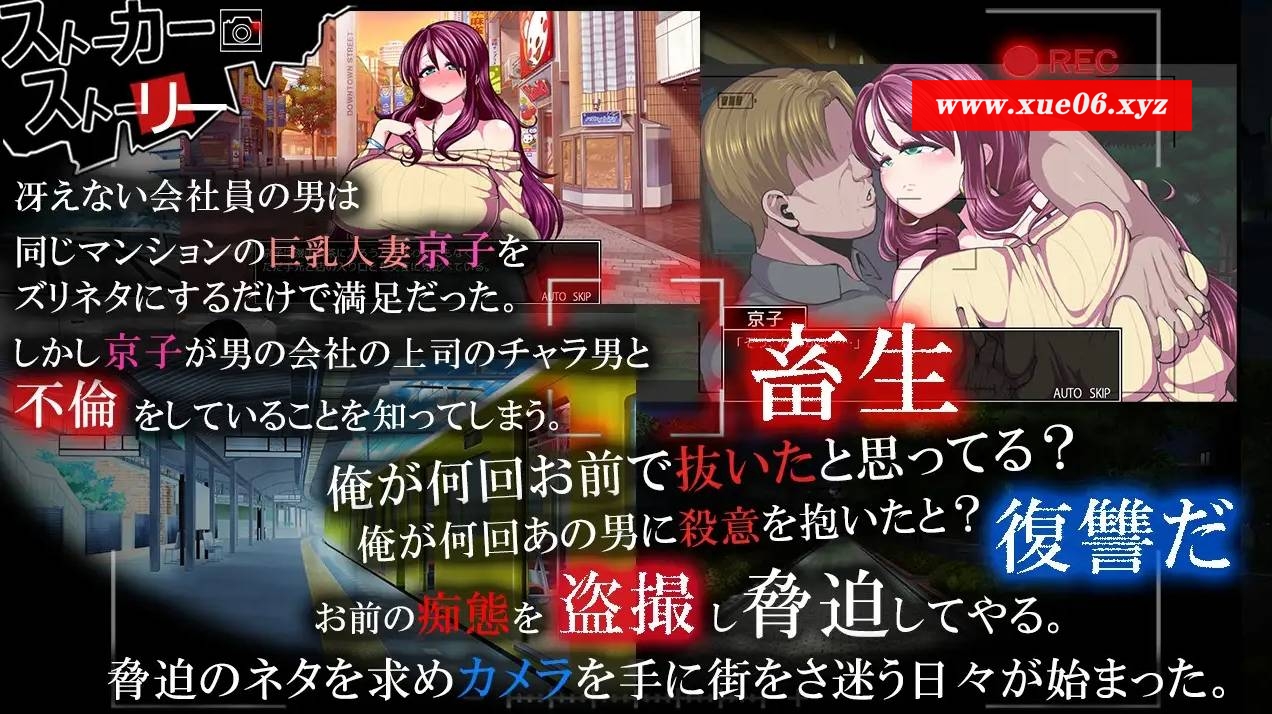 ストーカー
ストーリー
DOWNTOWN STREET
REC
www.xue06.xyz
冴えない会社員の男は
同じマンションの巨乳人妻京子を
ズリネタにするだけで満足だった。
AUTO SKIP
しかし京子が男の会社の上司のチャラ男と
不倫をしていることを知ってしまう。
京子
AUTO SKIP
畜生
俺が何回お前で抜いたと思ってる?
俺が何回あの男に殺意を抱いたと?
復讐だ
お前の痴態を盗撮し脅迫してやる。
脅迫のネタを求めカメラを手に街をさ迷う日々が始まった。